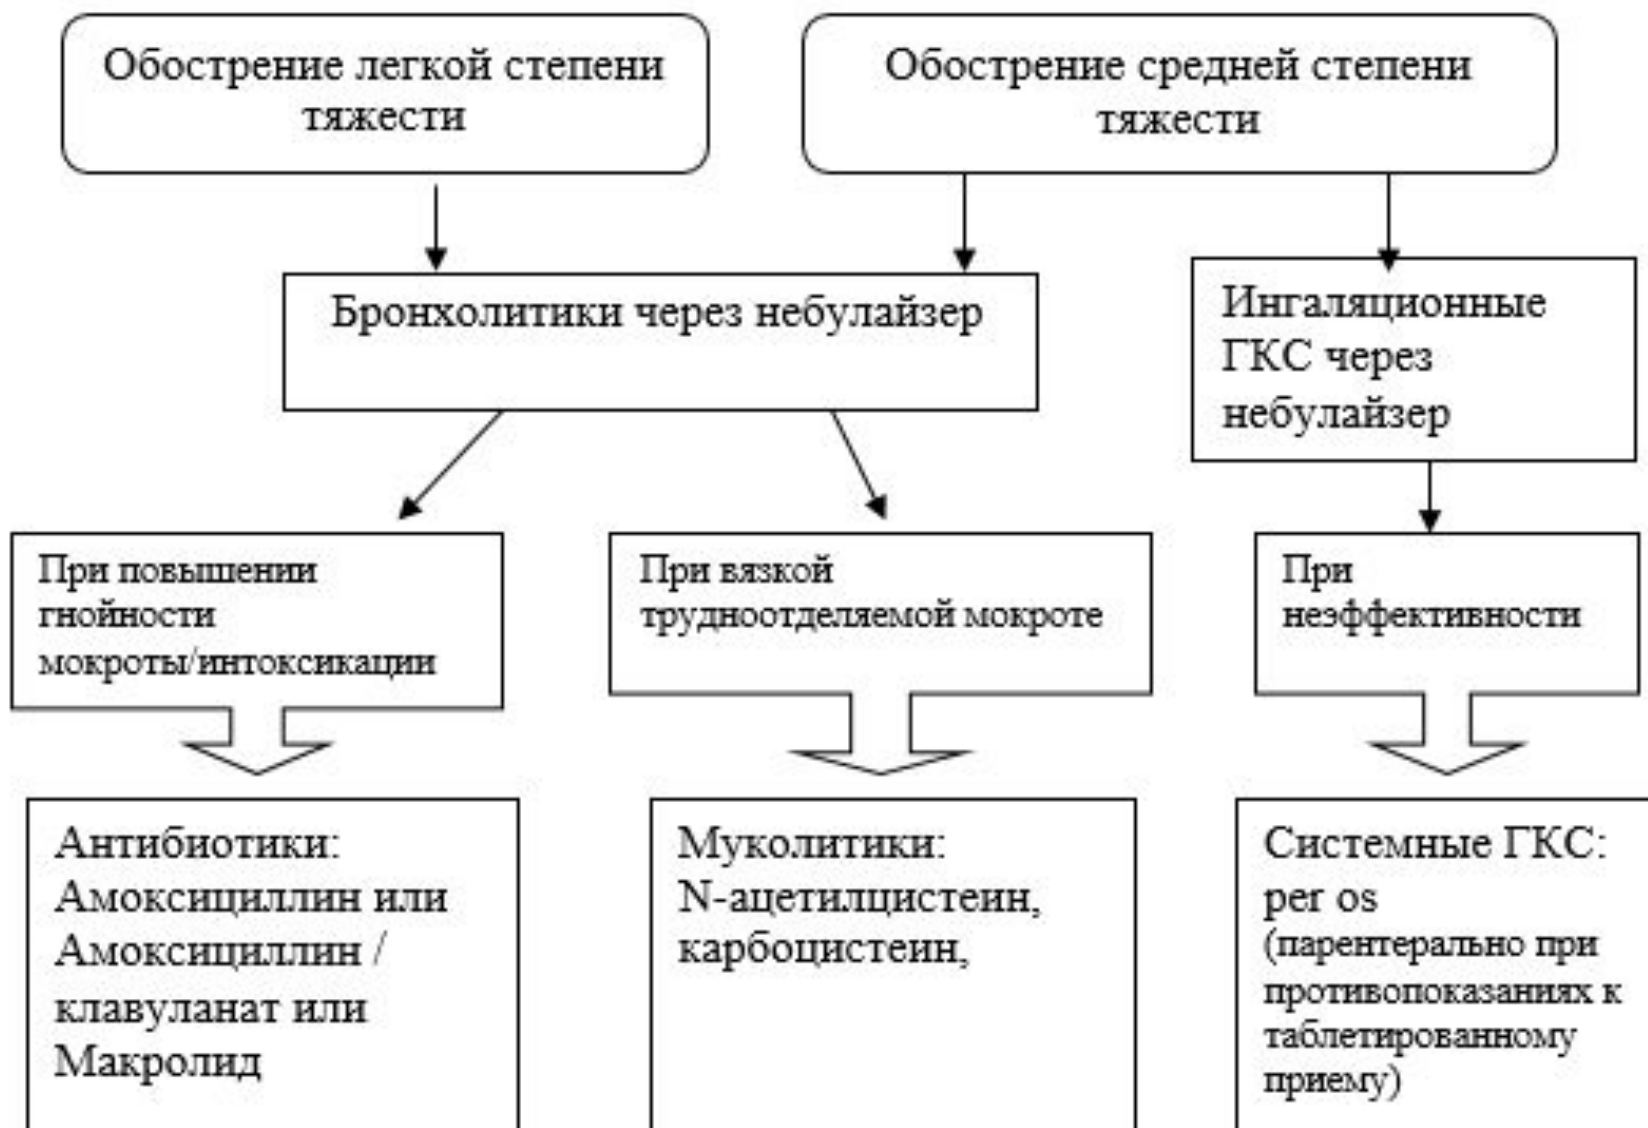 Обострение легкой степени
тяжести
Обострение средней степени
тяжести
Бронхолитики через небулайзер
Ингаляционные
ГКС через
небулайзер
При повышении
гнойности
мокроты/интоксикации
При вязкой
трудноотделяемой мокроте
При
неэффективности
Антибиотики:
Амоксициллин или
Амоксициллин /
клавуланат или
Макролид
Муколитики:
N-ацетилцистеин,
карбоцистеин,
Системные ГКС:
per os
(парентерально при
противопоказаниях к
таблетированному
приему)